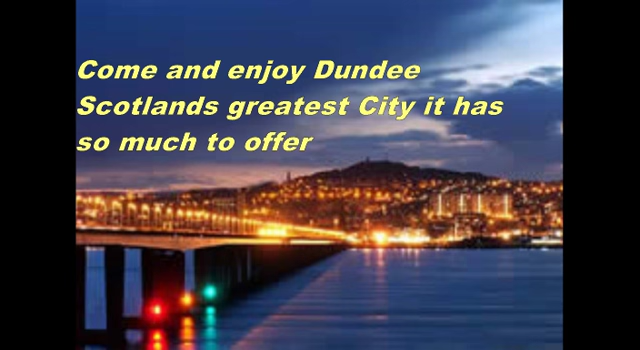 Come and enjoy Dundee
Scotlands greatest City it has
so much to offer